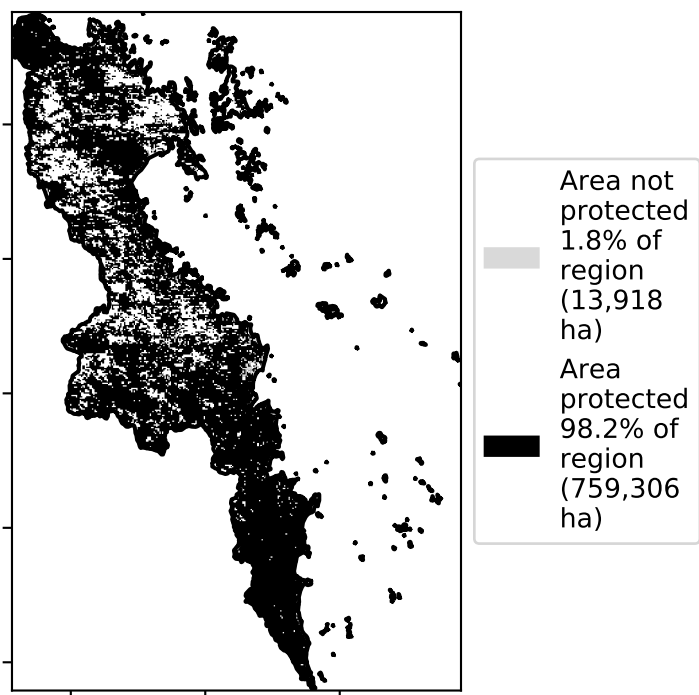 Area not
protected
1.8% of
region
(13,918
ha)
Area
protected
98.2% of
region
(759,306
ha)